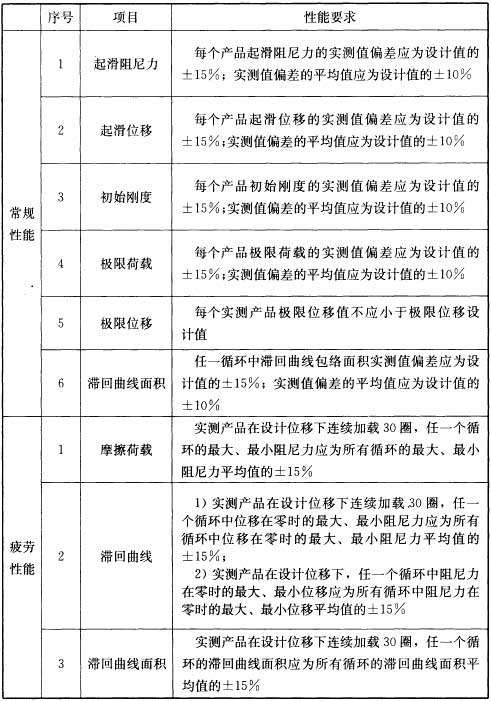 序号 项目 性能要求
常规性能
1 起滑阻尼力 每个产品起滑阻尼力的实测值偏差应为设计值的
±15%；实测值偏差的平均值应为设计值的±10%
2 起滑位移 每个产品起滑位移的实测值偏差应为设计值的
±15%；实测值偏差的平均值应为设计值的±10%
3 初始刚度 每个产品初始刚度的实测值偏差应为设计值的
±15%；实测值偏差的平均值应为设计值的±10%
4 极限荷载 每个产品极限荷载的实测值偏差应为设计值的
±15%；实测值偏差的平均值应为设计值的±10%
5 极限位移 每个实测产品极限位移值不应小于极限位移设
计值
6 滞回曲线面积 任一循环中滞回曲线包络面积实测值偏差应为设
计值的±15%；实测值偏差的平均值应为设计值的
±10%
疲劳性能
1 摩擦荷载 实测产品在设计位移下连续加载30圈，任一个循
环的最大、最小阻尼力应为所有循环的最大、最小
阻尼力平均值的±15%
2 滞回曲线 1）实测产品在设计位移下连续加载30圈，任一
个循环中位移在零时的最大、最小阻尼力应为所有
循环中位移在零时的最大、最小阻尼力平均值的
±15%；
2）实测产品在设计位移下，任一个循环中阻尼力
在零时的最大、最小位移应为所有循环中阻尼力在
零时的最大、最小位移平均值的±15%
3 滞回曲线面积 实测产品在设计位移下连续加载30圈，任一个循
环的滞回曲线面积应为所有循环的滞回曲线面积平
均值的±15%